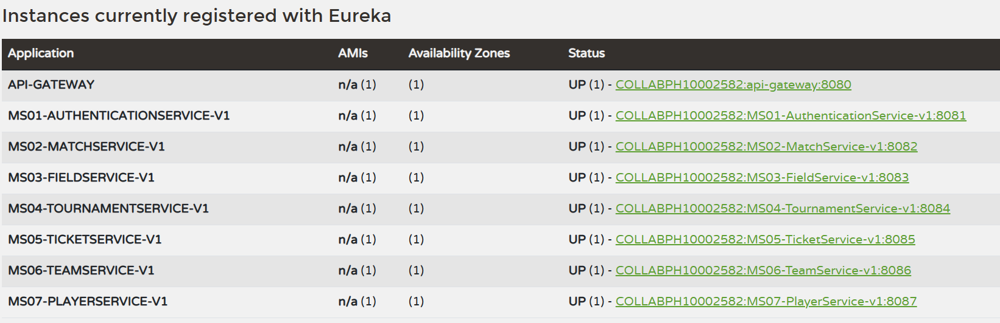 Instances currently registered with Eureka
Application AMIs Availability Zones Status
API-GATEWAY n/a (1) (1) UP (1) - COLLABPH10002582:api-gateway:8080
MS01-AUTHENTICATIONSERVICE-V1 n/a (1) (1) UP (1) - COLLABPH10002582:MS01-AuthenticationService-v1:8081
MS02-MATCHSERVICE-V1 n/a (1) (1) UP (1) - COLLABPH10002582:MS02-MatchService-v1:8082
MS03-FIELDSERVICE-V1 n/a (1) (1) UP (1) - COLLABPH10002582:MS03-FieldService-v1:8083
MS04-TOURNAMENTSERVICE-V1 n/a (1) (1) UP (1) - COLLABPH10002582:MS04-TournamentService-v1:8084
MS05-TICKETSERVICE-V1 n/a (1) (1) UP (1) - COLLABPH10002582:MS05-TicketService-v1:8085
MS06-TEAMSERVICE-V1 n/a (1) (1) UP (1) - COLLABPH10002582:MS06-TeamService-v1:8086
MS07-PLAYERSERVICE-V1 n/a (1) (1) UP (1) - COLLABPH10002582:MS07-PlayerService-v1:8087